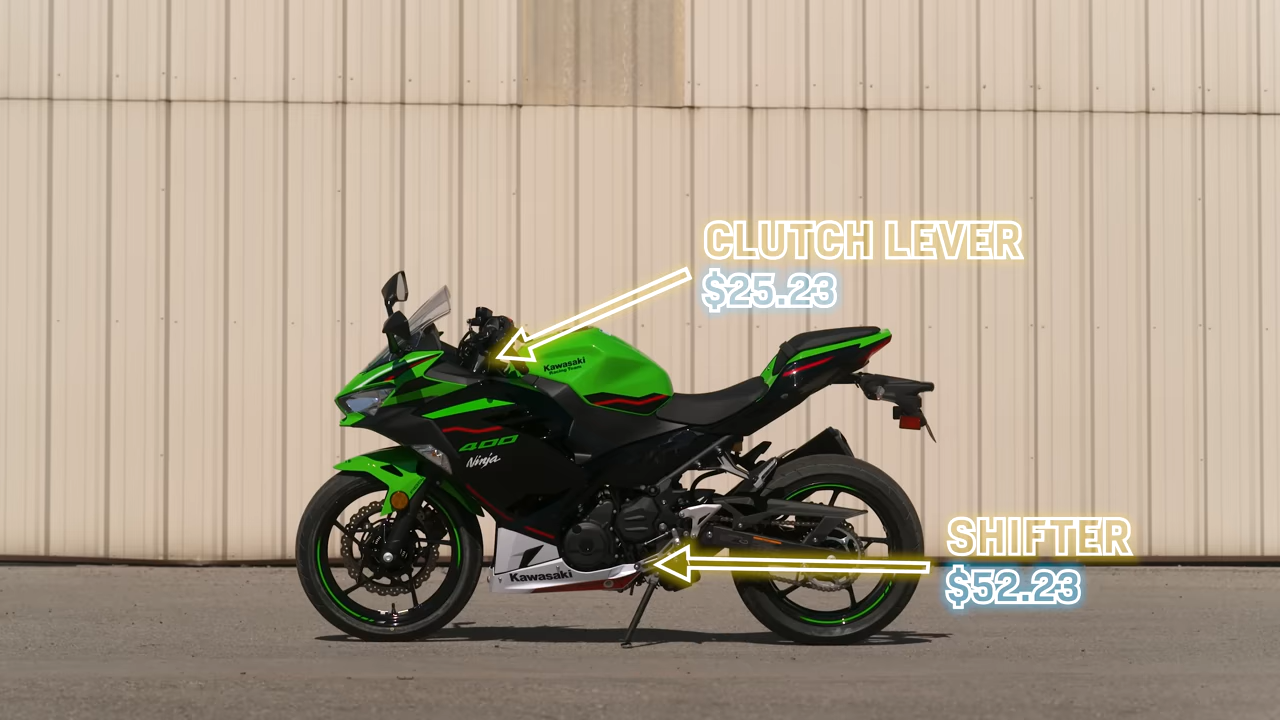 CLUTCH LEVER
$25.23
Kawasaki
Racing Team
400
Ninja
SHIFTER
$52.23
Kawasaki